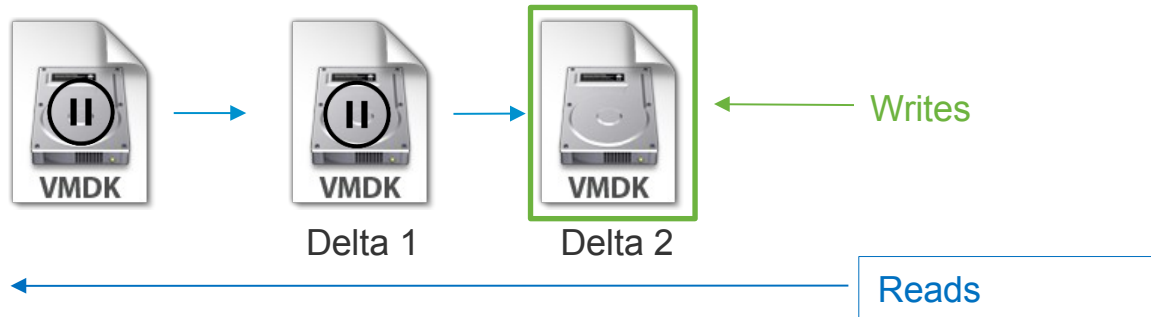 VMDK
VMDK
VMDK
Writes
Delta 1
Delta 2
Reads